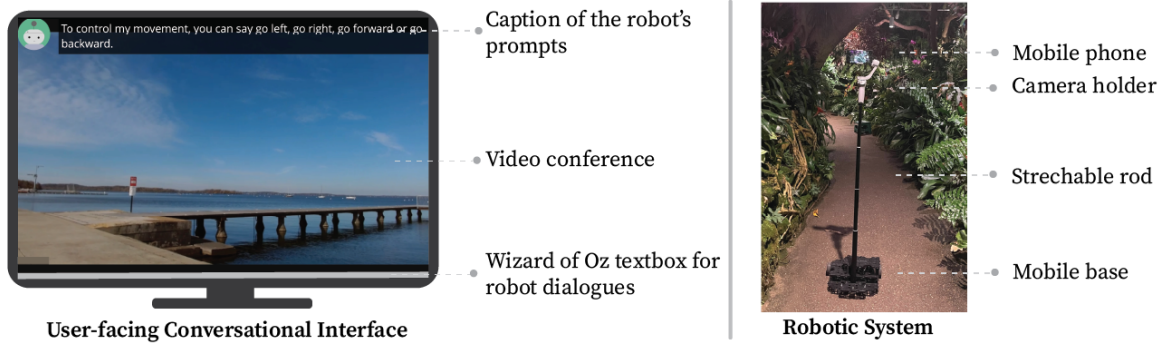 To control my movement, you can say go left, go right, go forward or go
backward.
Caption of the robot's
prompts
Video conference
Wizard of Oz textbox for
robot dialogues
User-facing Conversational Interface
Mobile phone
Camera holder
Strechable rod
Mobile base
Robotic System